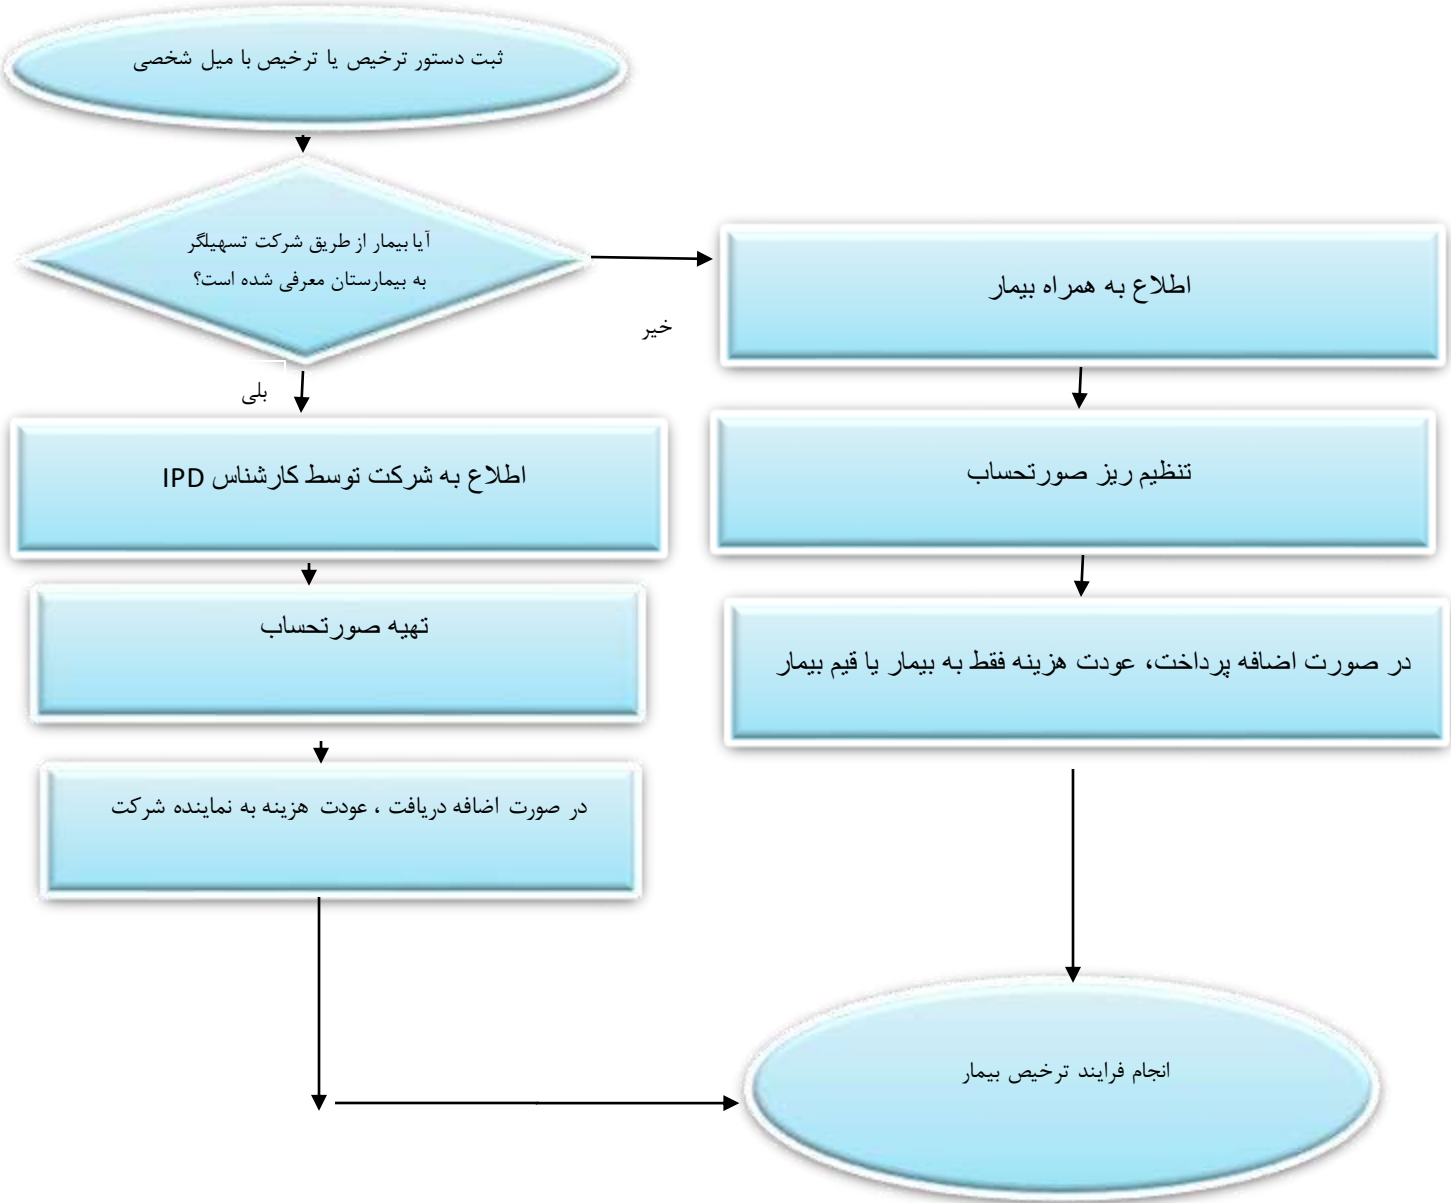 ثبت دستور ترخیص یا ترخیص با میل شخصی
آیا بیمار از طریق شرکت تسهیلگر
به بیمارستان معرفی شده است؟
خیر
اطلاع به همراه بیمار
تنظیم ریز صورتحساب
در صورت اضافه پرداخت، عودت هزینه فقط به بیمار یا قیم بیمار
بلی
اطلاع به شرکت توسط کارشناس IPD
تهیه صورتحساب
در صورت اضافه دریافت ، عودت هزینه به نماینده شرکت
انجام فرایند ترخیص بیمار